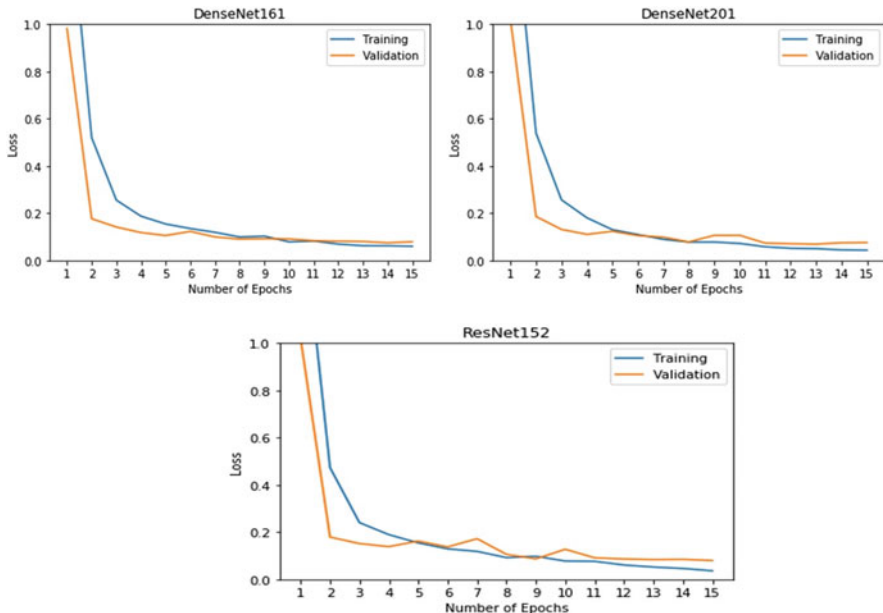 DenseNet161
1.0
0.8
0.6
0.4
0.2
0.0
Loss
Training
Validation
1 2 3 4 5 6 7 8 9 10 11 12 13 14 15
Number of Epochs
DenseNet201
1.0
0.8
0.6
0.4
0.2
0.0
Loss
Training
Validation
1 2 3 4 5 6 7 8 9 10 11 12 13 14 15
Number of Epochs
ResNet152
1.0
0.8
0.6
0.4
0.2
0.0
Loss
Training
Validation
1 2 3 4 5 6 7 8 9 10 11 12 13 14 15
Number of Epochs